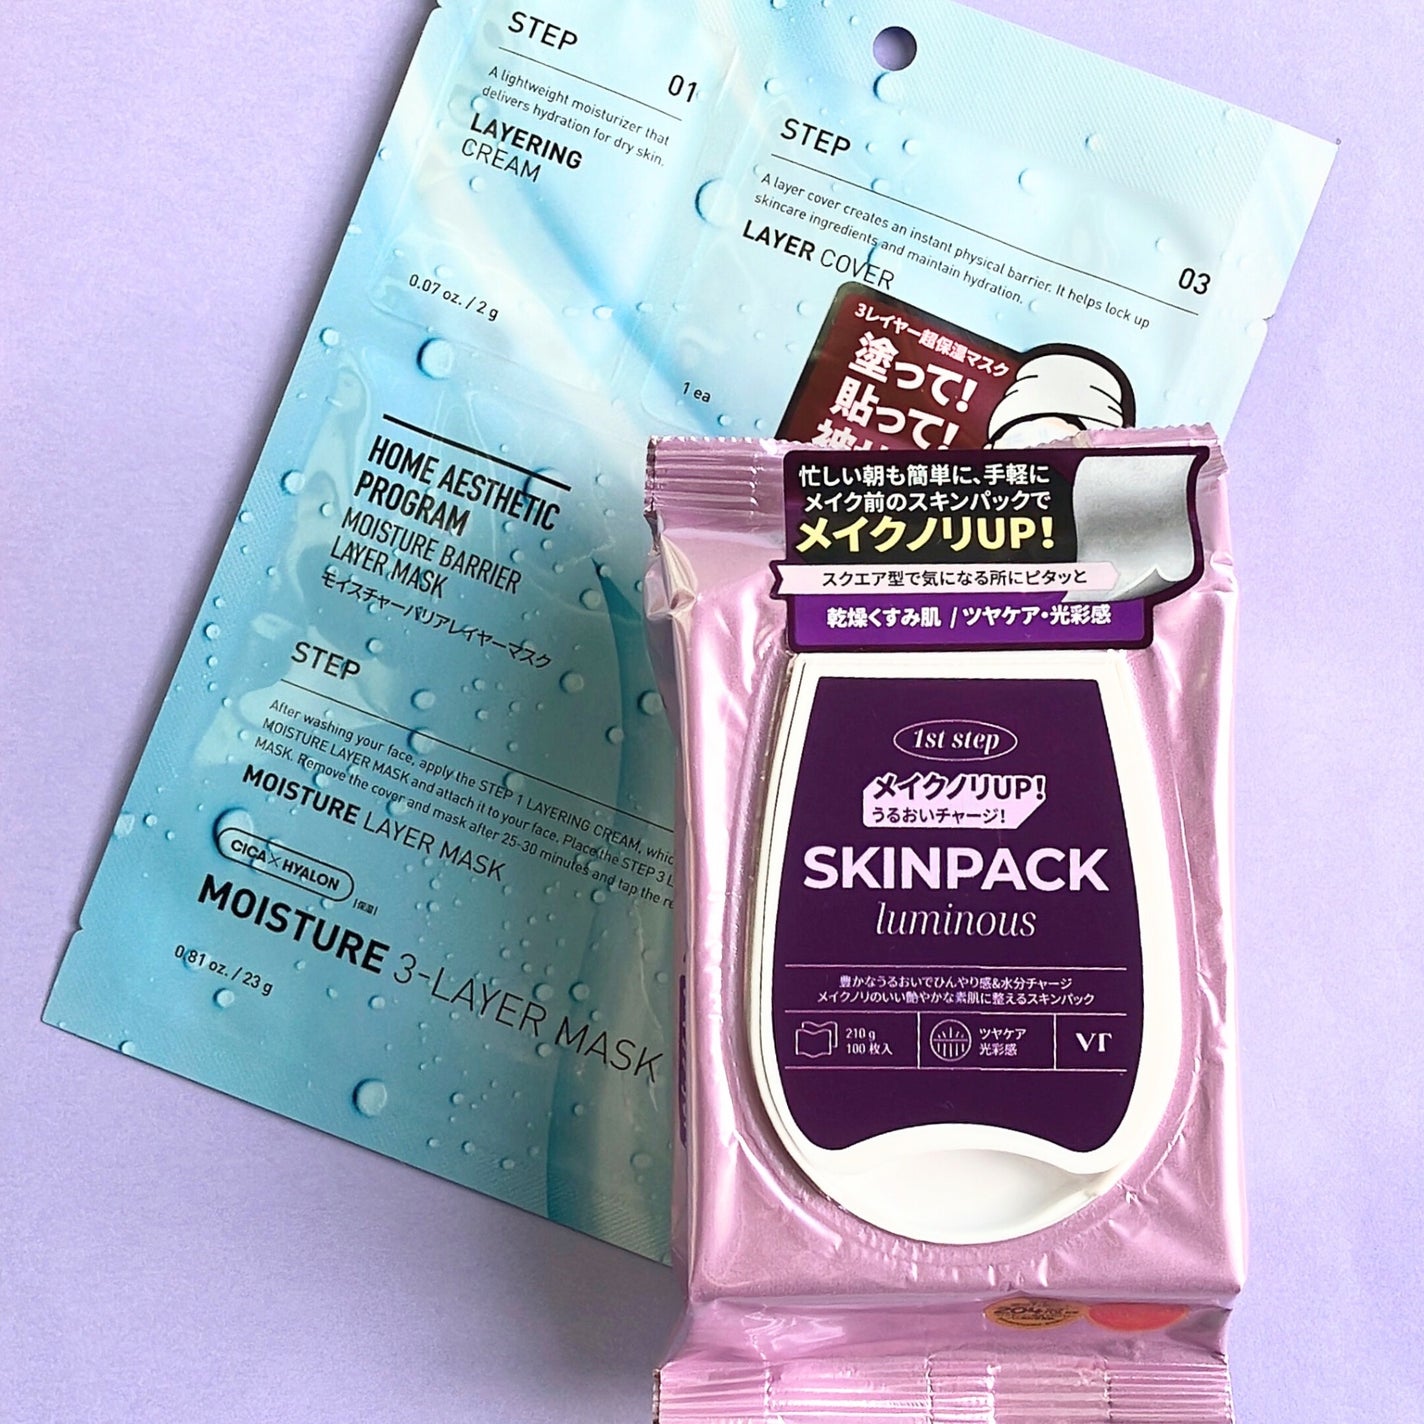 STEP
01
A lightweight moisturizer that
delivers hydration for dry skin.
LAYERING
CREAM
0.07 oz. / 2 g
STEP
03
A layer cover creates an instant physical barrier. It helps lock up
skincare ingredients and maintain hydration.
LAYER COVER
1 ea
3レイヤー超保湿マスク
塗って!
貼って!
HOME AESTHETIC
PROGRAM
MOISTURE BARRIER
LAYER MASK
モイスチャーバリアレイヤーマスク
STEP
After washing your face, apply the STEP 1 LAYERING CREAM, whic
MOISTURE LAYER MASK and attach it to your face. Place the STEP 3 L
MASK. Remove the cover and mask after 25-30 minutes and tap the re
MOISTURE LAYER MASK
CICA X HYALON
|保湿|
MOISTURE 3-LAYER MASK
0.81 oz. / 23 g
忙しい朝も簡単に、手軽に
メイク前のスキンパックで
メイクノリUP!
スクエア型で気になる所にピタッと
乾燥くすみ肌 / ツヤケア・光彩感
1st step
メイクノリUP!
うるおいチャージ!
SKINPACK
luminous
豊かなうるおいでひんやり感&水分チャージ
メイクノリのいい艶やかな素肌に整えるスキンパック
210 g
100 枚入
ツヤケア
光彩感
VT